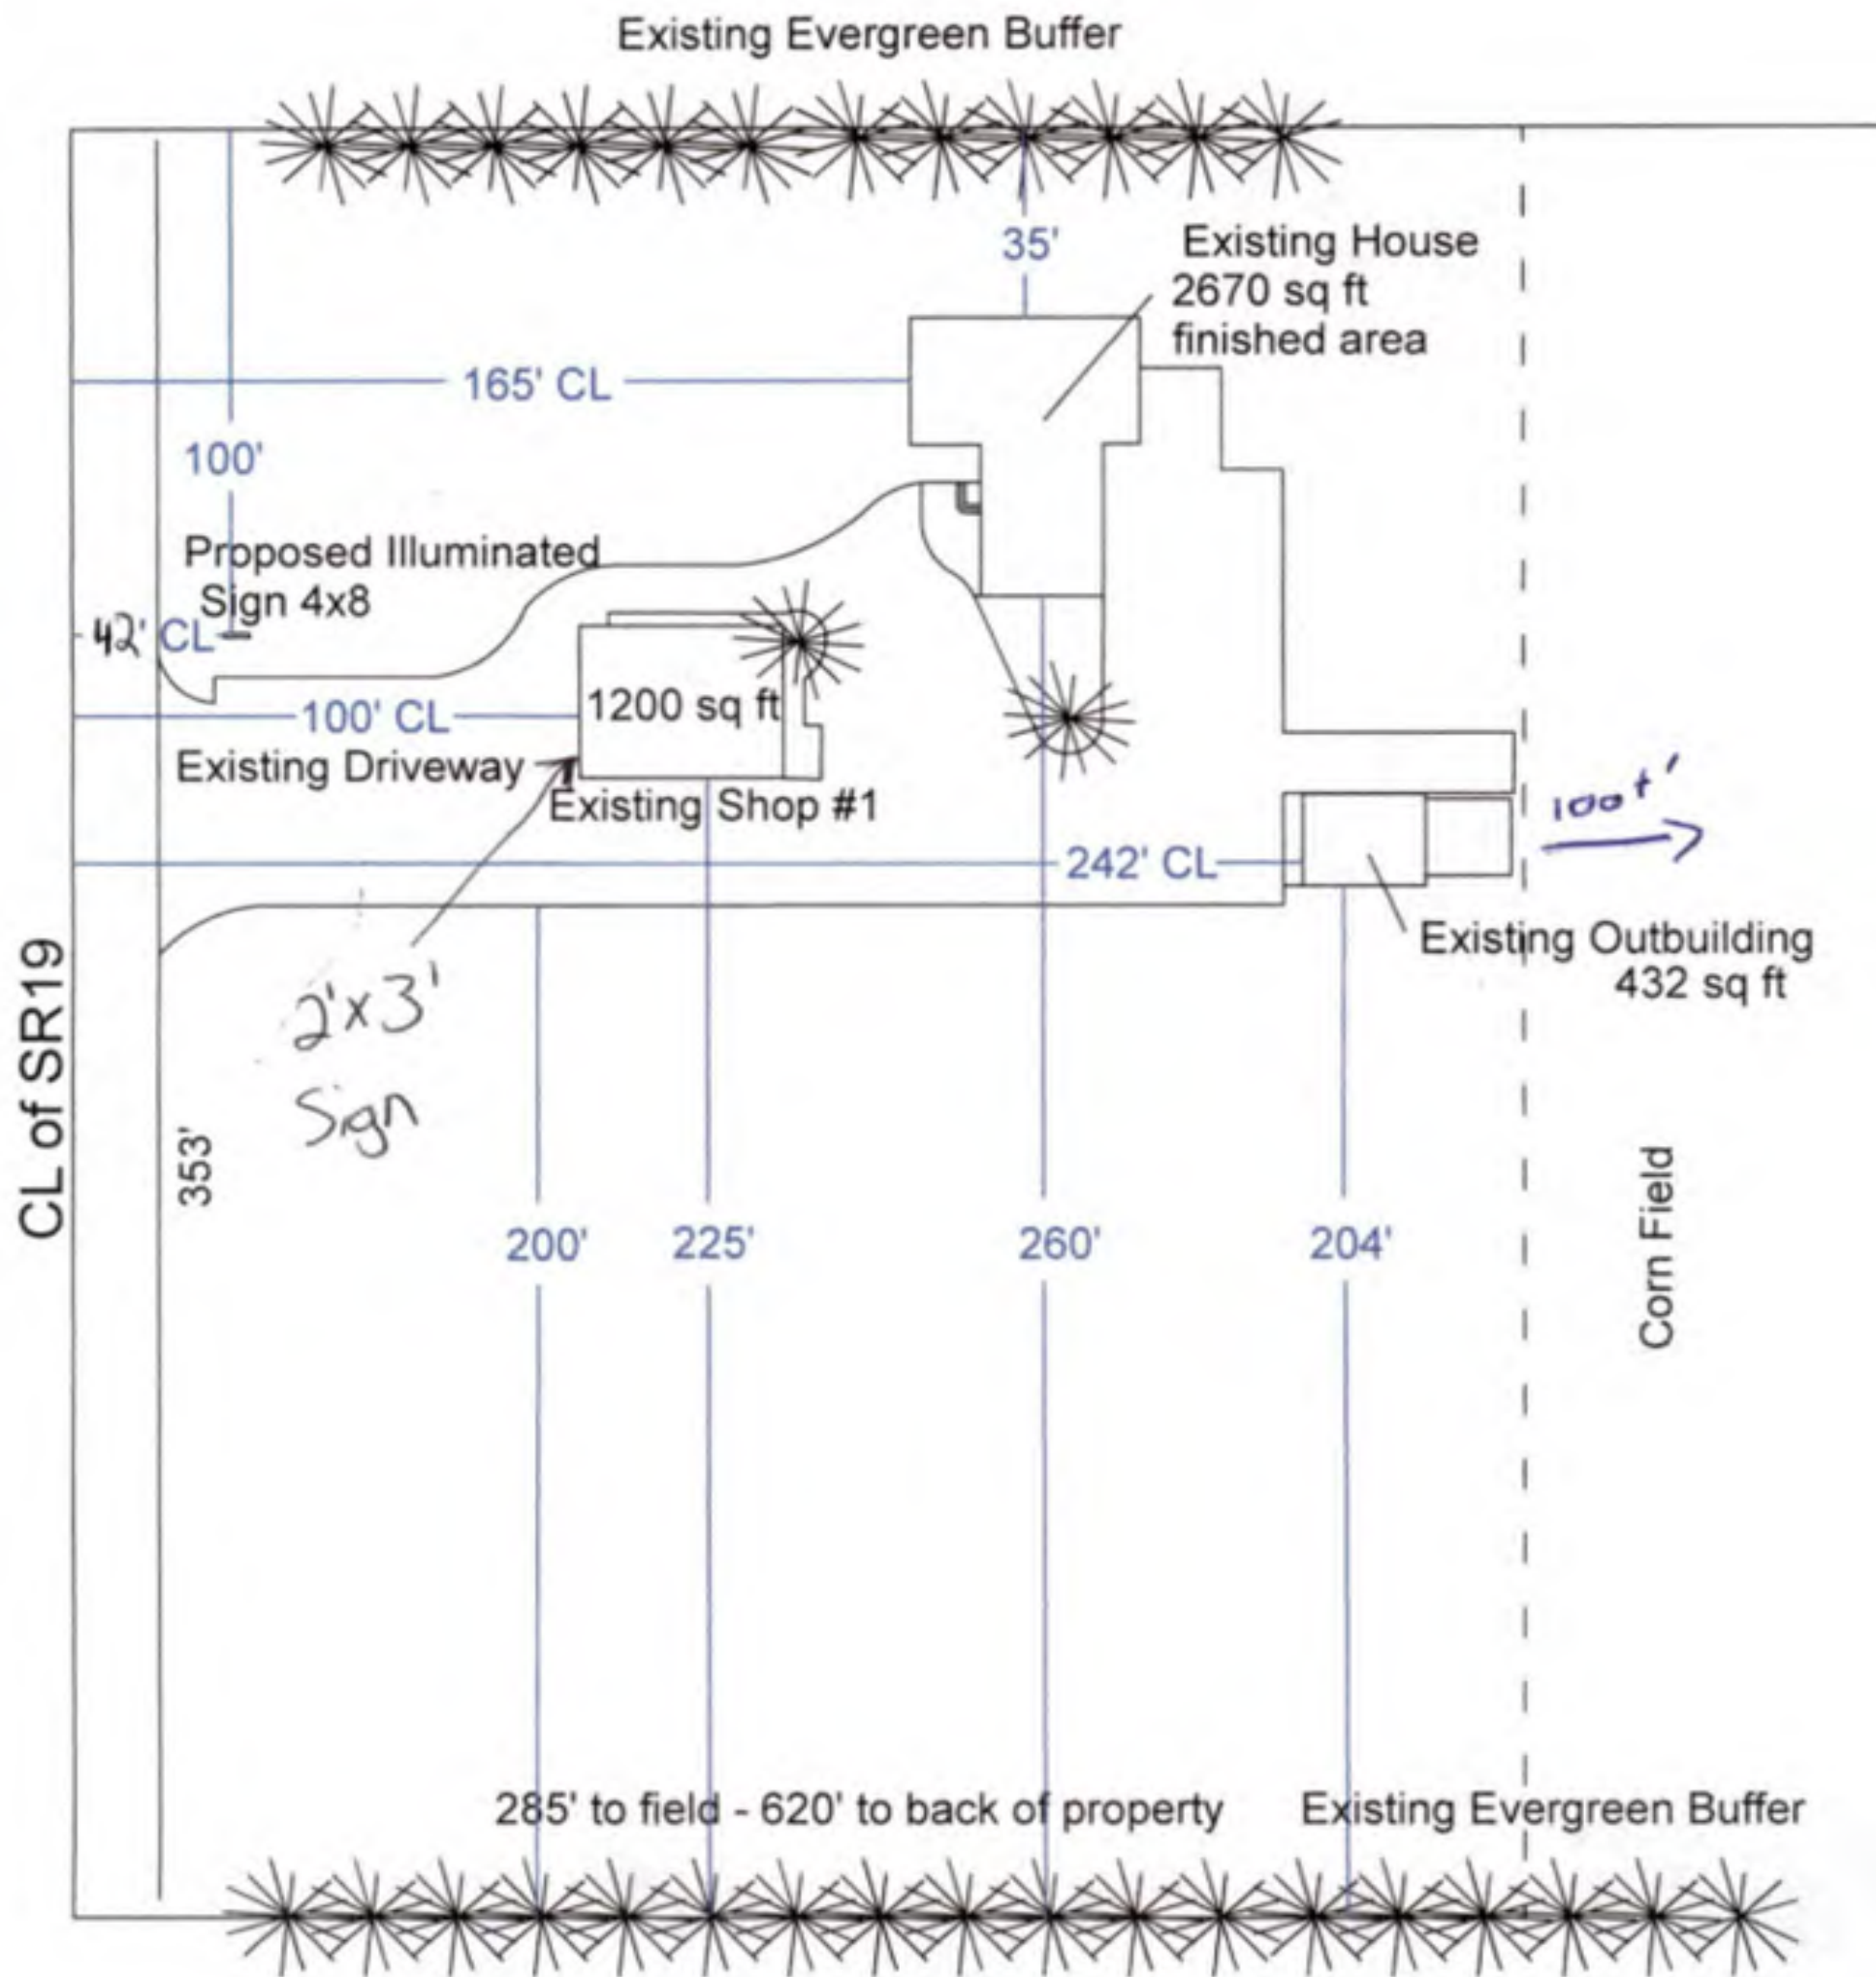 Existing Evergreen Buffer
35'
Existing House
2670 sq ft
finished area
165' CL
100'
Proposed Illuminated
Sign 4x8
42' CL
1200 sq ft
100' CL
Existing Driveway
Existing Shop #1
100+'
242' CL
Existing Outbuilding
432 sq ft
2'x3'
Sign
CL of SR19
353'
200'
225'
260'
204'
Corn Field
285' to field - 620' to back of property
Existing Evergreen Buffer